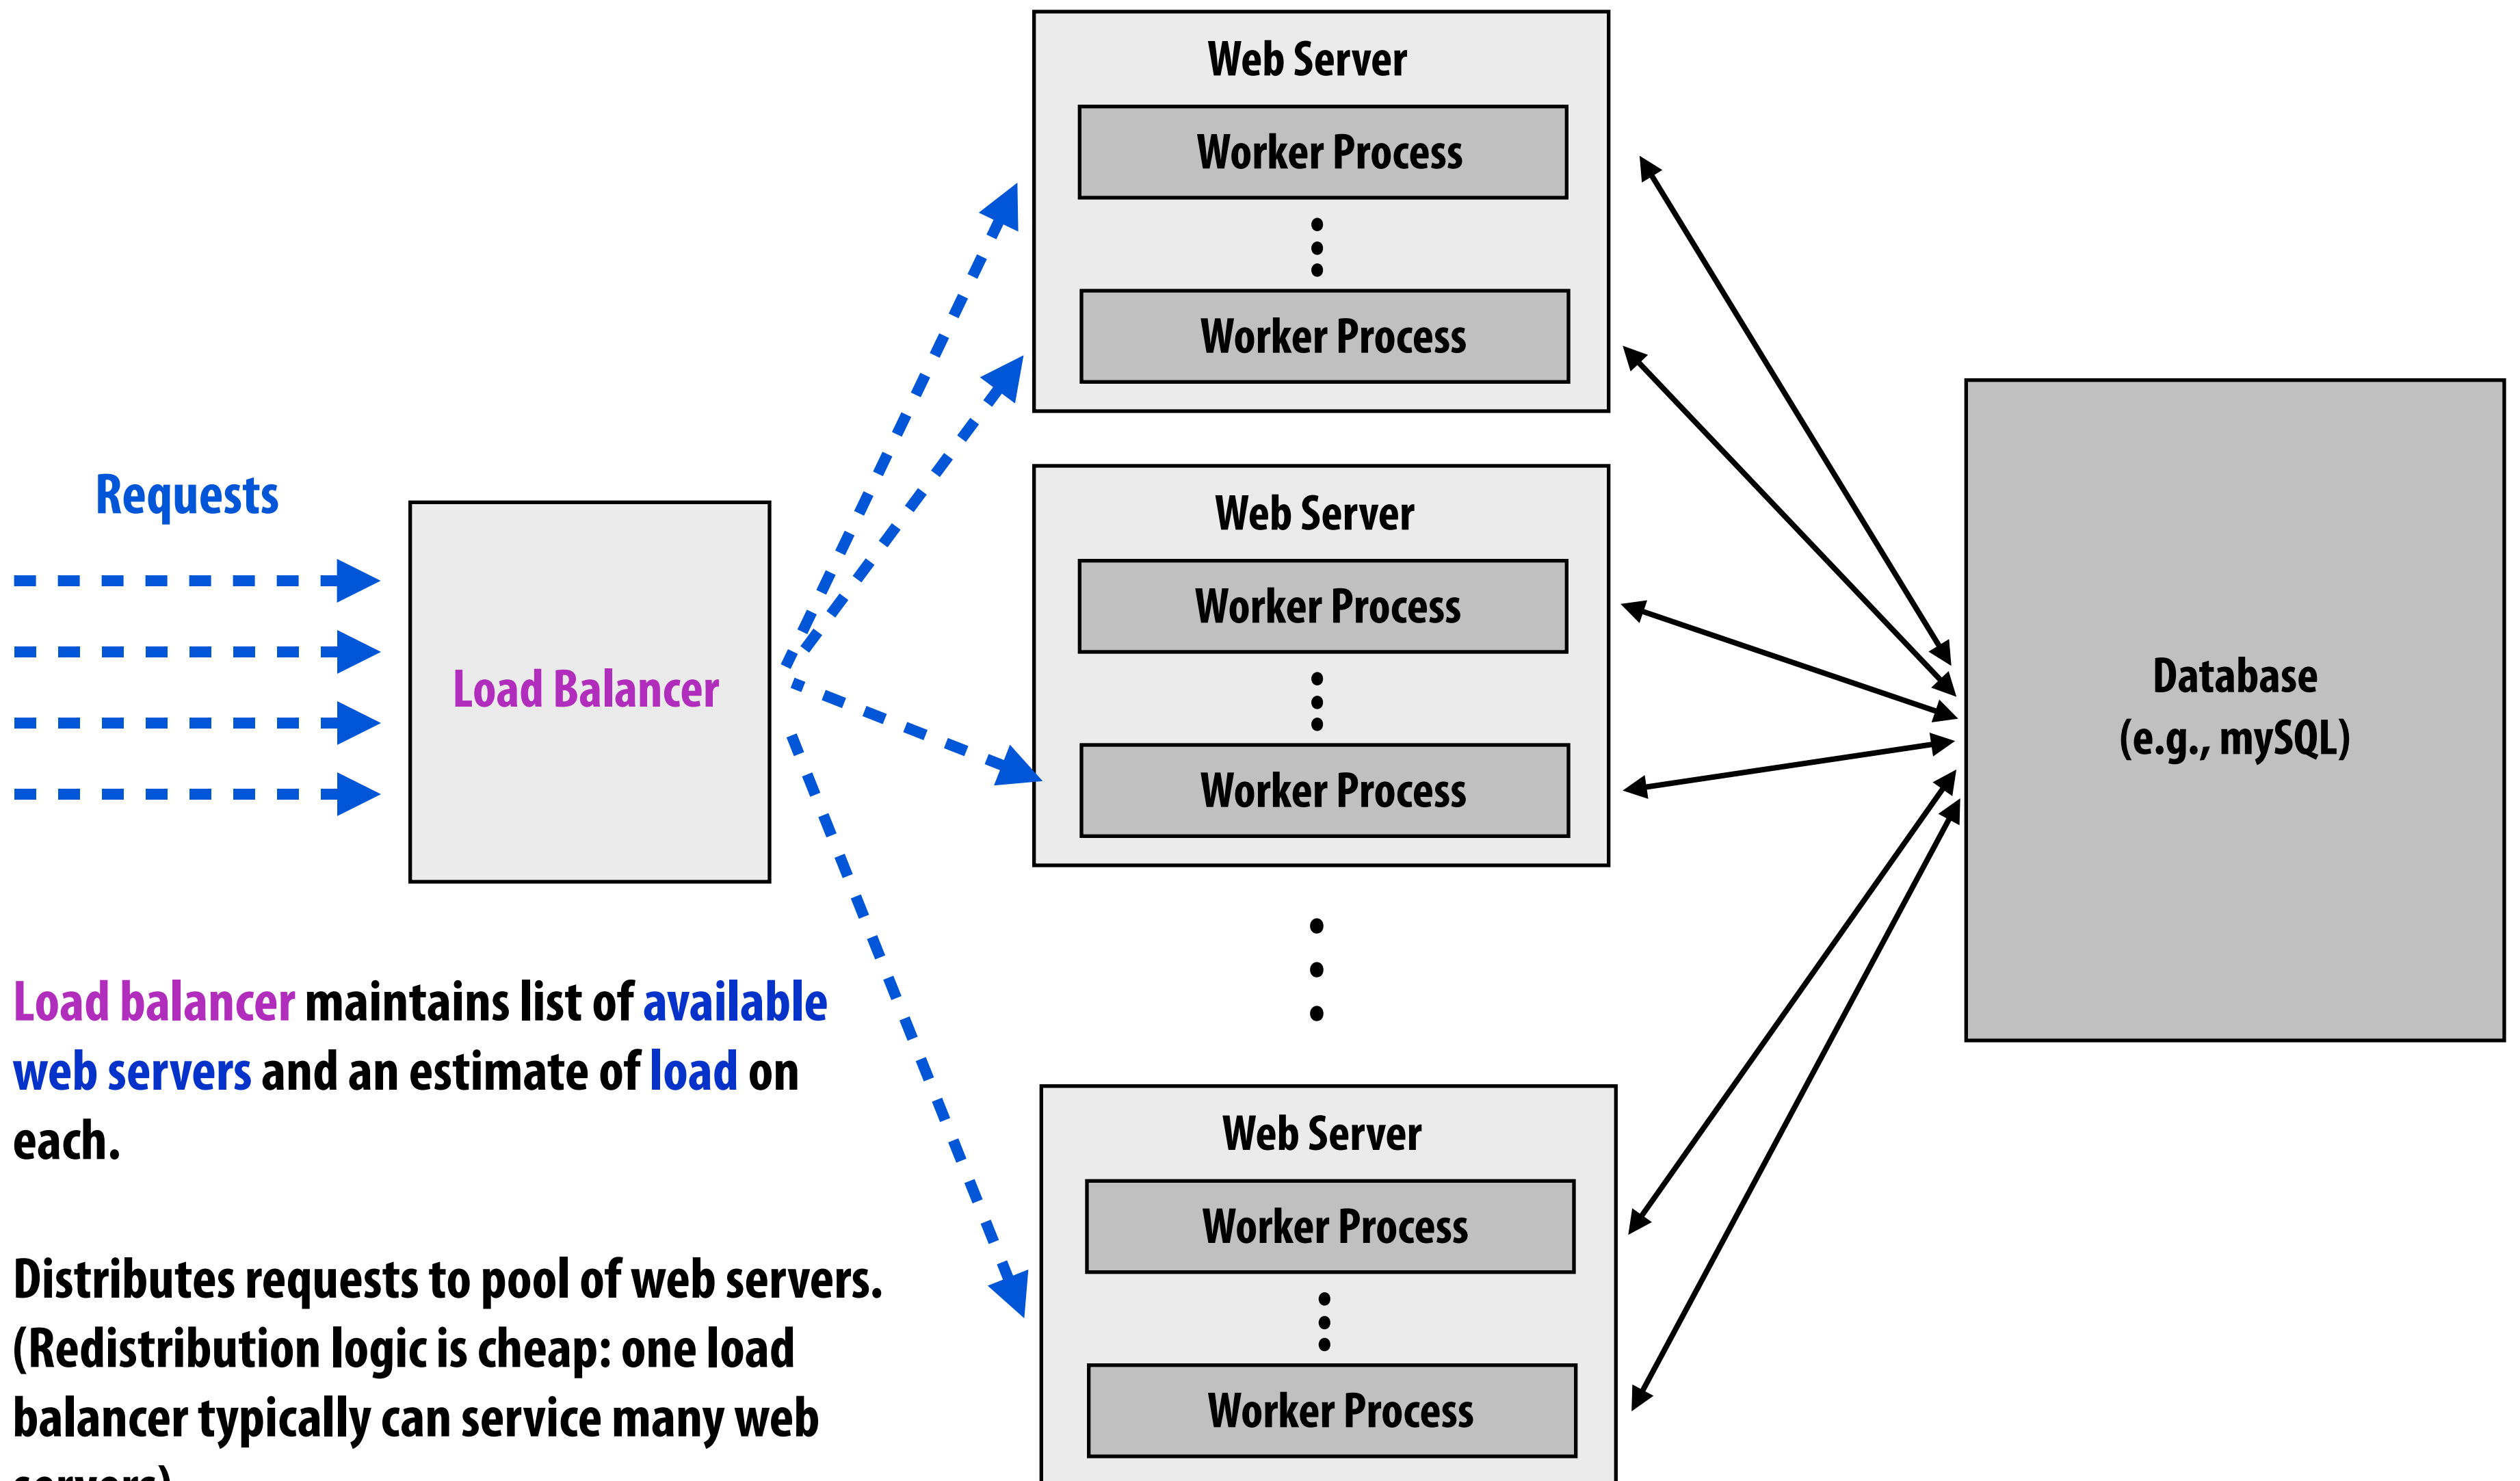 Web Server
Worker Process
Worker Process
Requests
Load Balancer
Web Server
Worker Process
Worker Process
Database
(e.g., mySQL)
Load balancer maintains list of available
web servers and an estimate of load on
each.
Web Server
Worker Process
Worker Process
Distributes requests to pool of web servers.
(Redistribution logic is cheap: one load
balancer typically can service many web
servers)